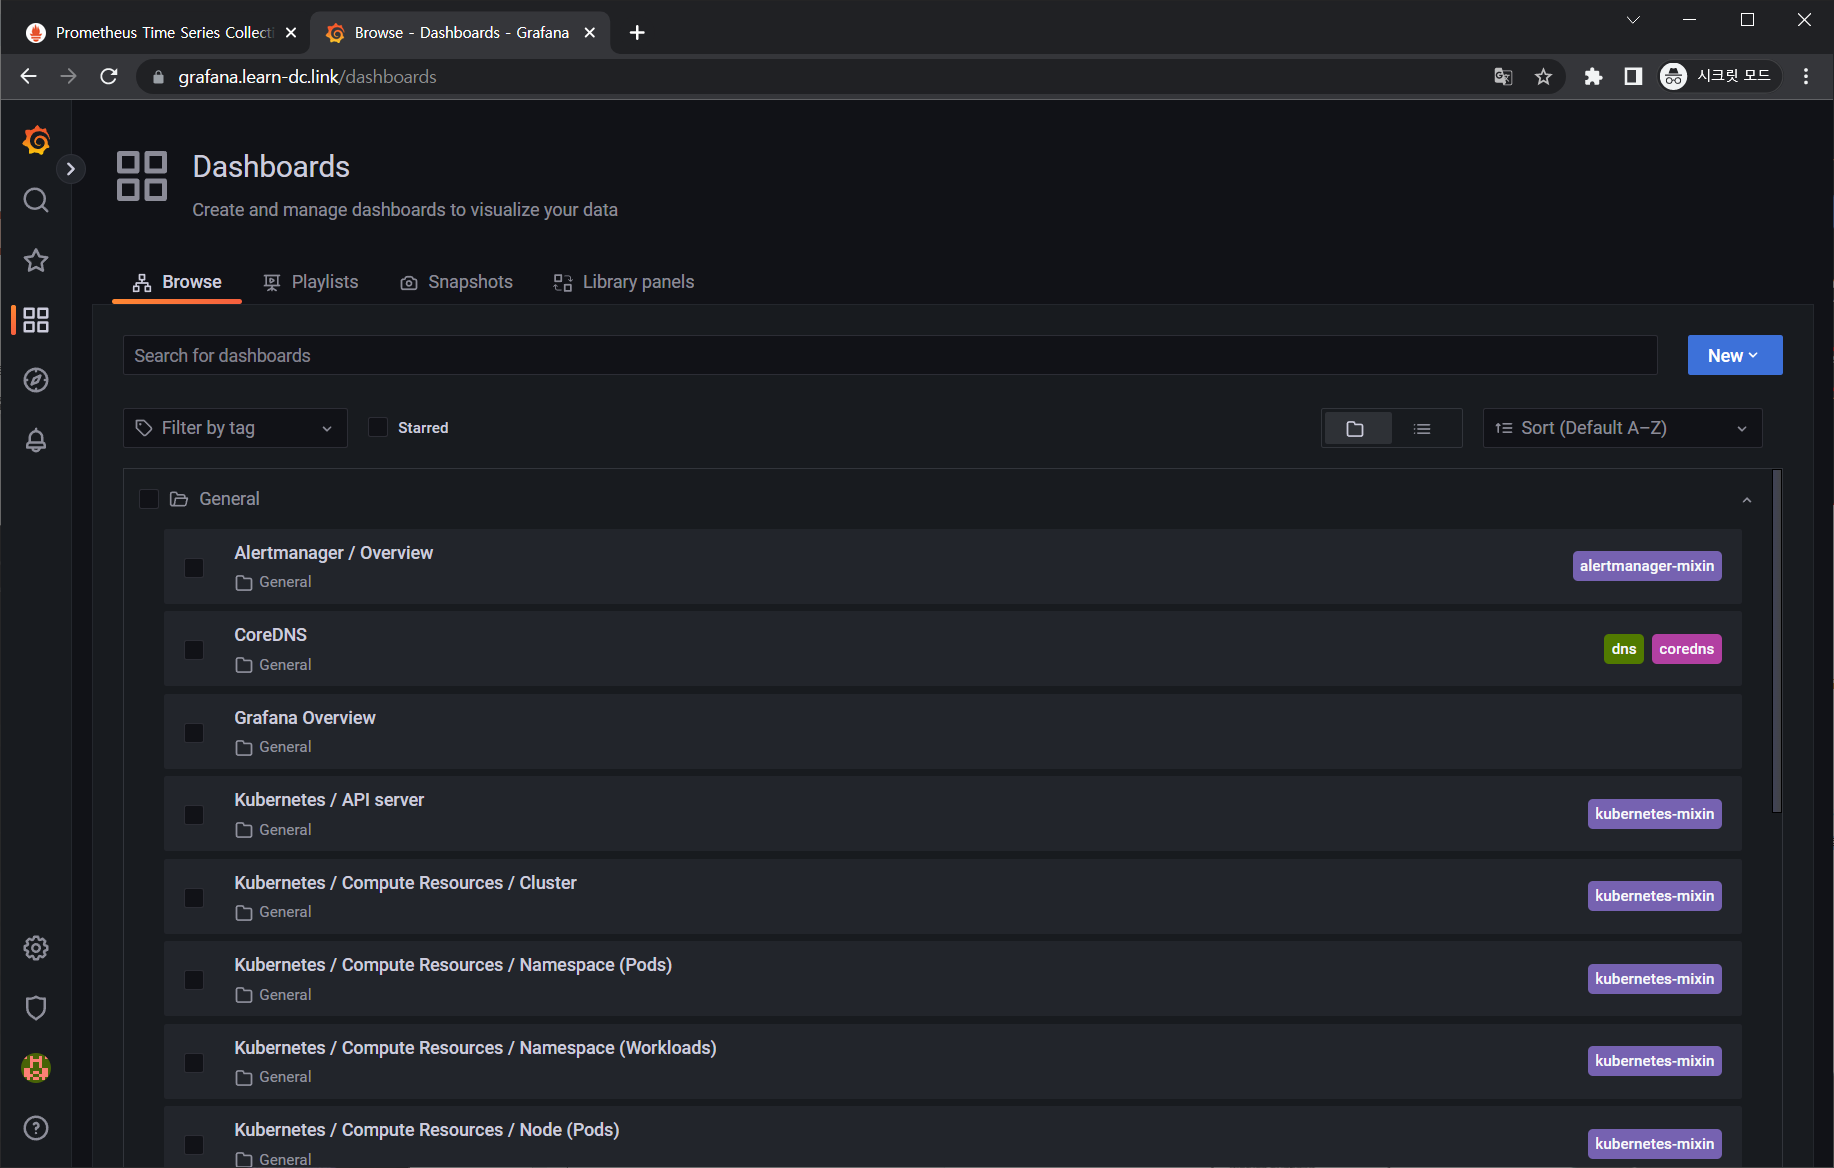 Prometheus Time Series Collecti
Browse - Dashboards - Grafana
grafana.learn-dc.link/dashboards
시크릿 모드
Dashboards
Create and manage dashboards to visualize your data
Browse
Playlists
Snapshots
Library panels
Search for dashboards
New
Filter by tag
Starred
Sort (Default A–Z)
General
Alertmanager / Overview
General
alertmanager-mixin
CoreDNS
General
dns
coredns
Grafana Overview
General
Kubernetes / API server
General
kubernetes-mixin
Kubernetes / Compute Resources / Cluster
General
kubernetes-mixin
Kubernetes / Compute Resources / Namespace (Pods)
General
kubernetes-mixin
Kubernetes / Compute Resources / Namespace (Workloads)
General
kubernetes-mixin
Kubernetes / Compute Resources / Node (Pods)
General
kubernetes-mixin